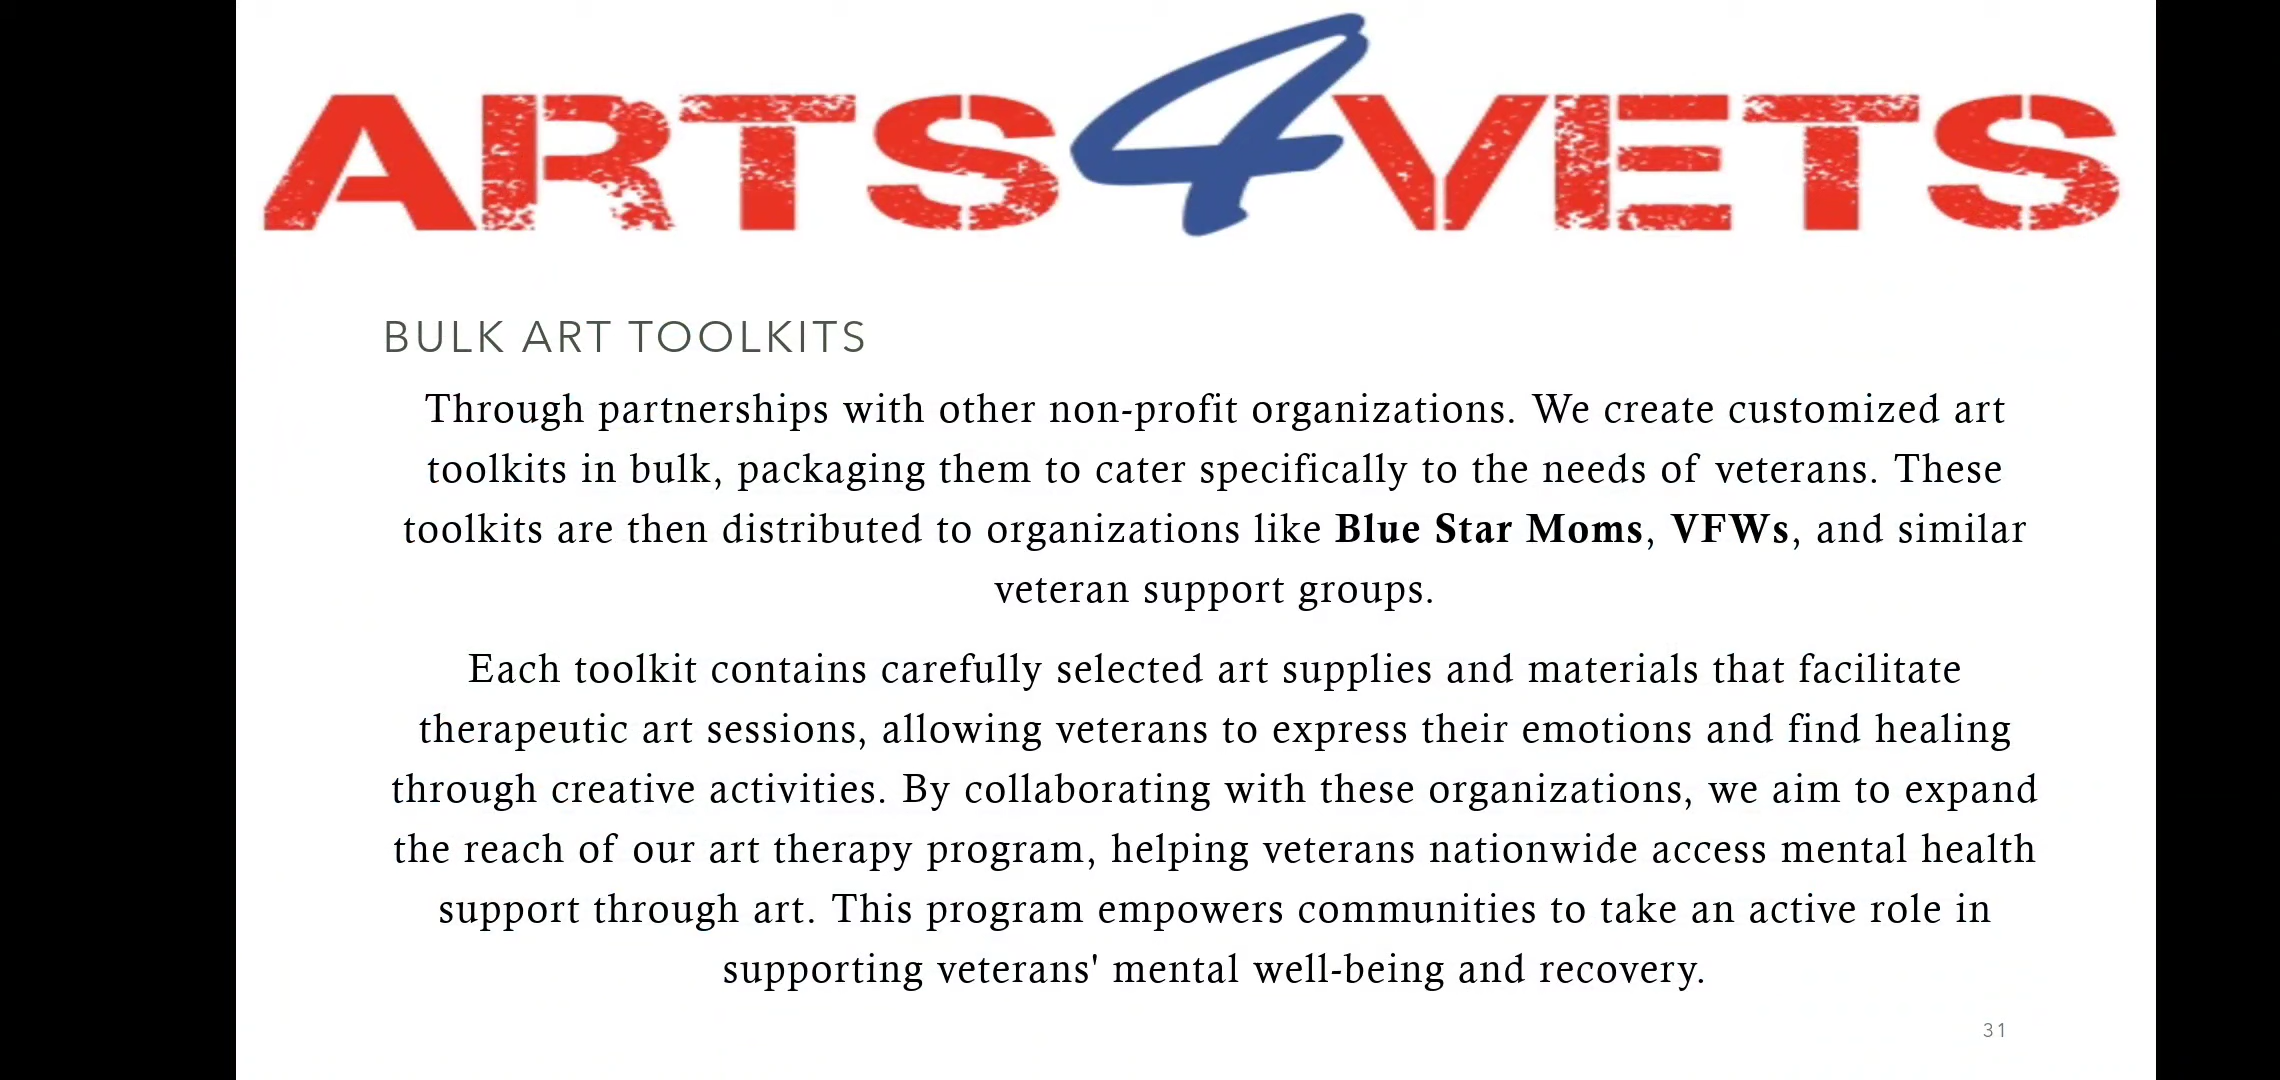 ARTS4VETS
BULK ART TOOLKITS
Through partnerships with other non-profit organizations. We create customized art
toolkits in bulk, packaging them to cater specifically to the needs of veterans. These
toolkits are then distributed to organizations like Blue Star Moms, VFWs, and similar
veteran support groups.
Each toolkit contains carefully selected art supplies and materials that facilitate
therapeutic art sessions, allowing veterans to express their emotions and find healing
through creative activities. By collaborating with these organizations, we aim to expand
the reach of our art therapy program, helping veterans nationwide access mental health
support through art. This program empowers communities to take an active role in
supporting veterans' mental well-being and recovery.
31